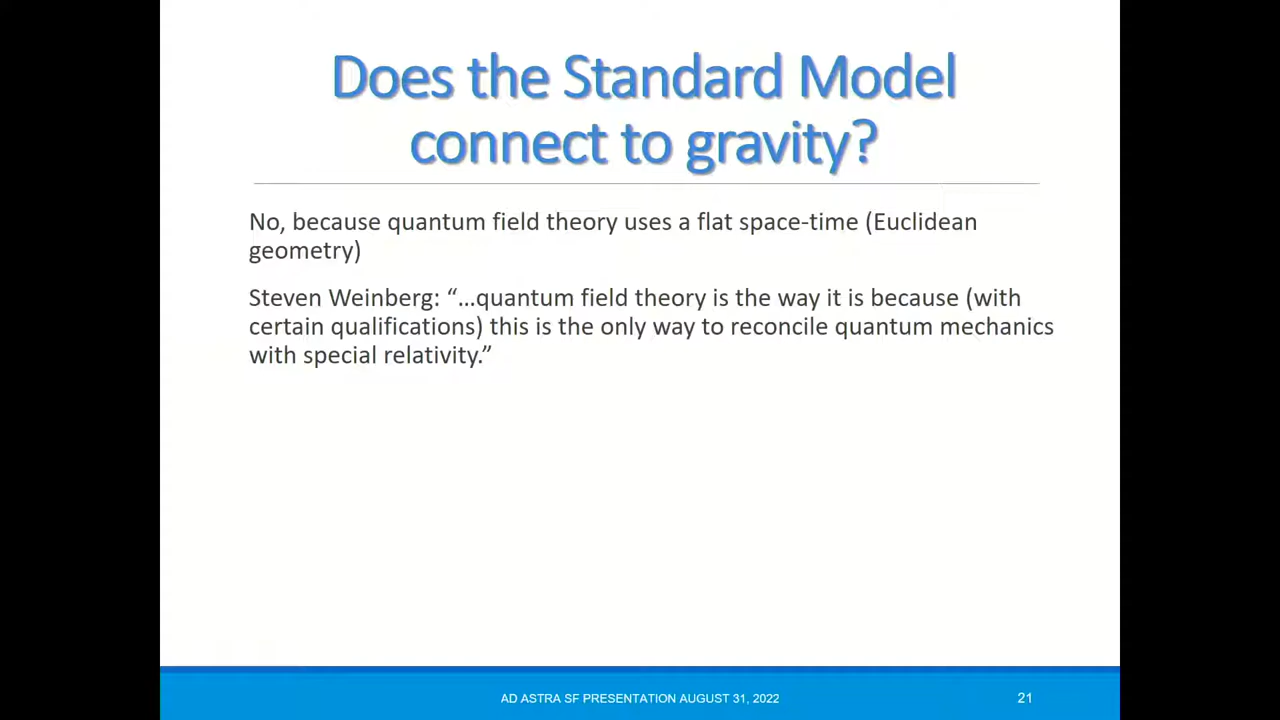 Does the Standard Model
connect to gravity?
No, because quantum field theory uses a flat space-time (Euclidean
geometry)
Steven Weinberg: “…quantum field theory is the way it is because (with
certain qualifications) this is the only way to reconcile quantum mechanics
with special relativity.”
AD ASTRA SF PRESENTATION AUGUST 31, 2022
21